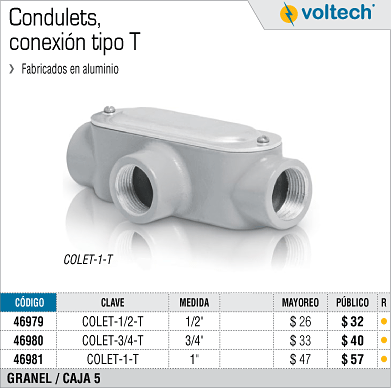 Condulets,
conexión tipo T
voltech®
› Fabricados en aluminio
COLET-1-T
CÓDIGO CLAVE MEDIDA MAYOREO PÚBLICO R
46979 COLET-1/2-T 1/2" $ 26 $ 32
46980 COLET-3/4-T 3/4" $ 33 $ 40
46981 COLET-1-T 1" $ 47 $ 57
GRANEL / CAJA 5